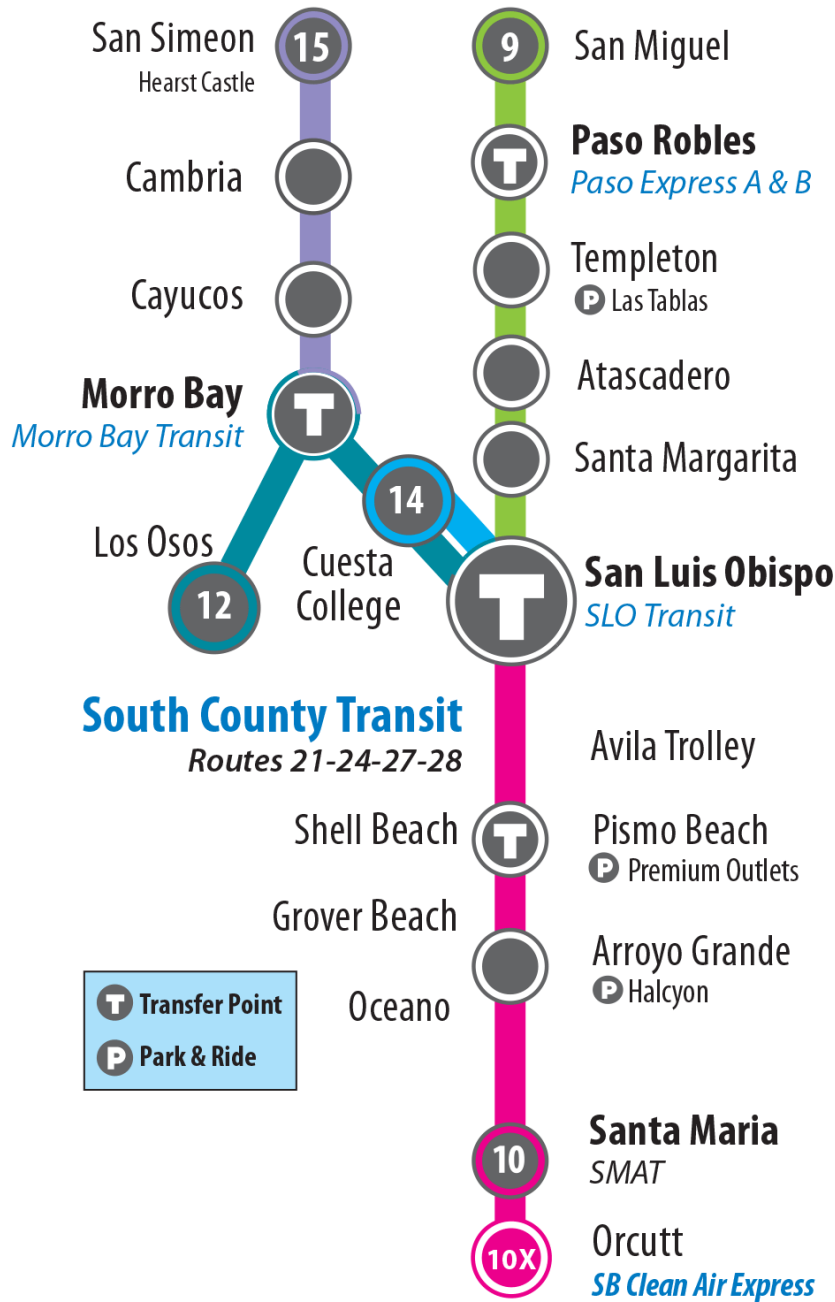 San Simeon
Hearst Castle
15
9
San Miguel
Cambria
T
Paso Robles
Paso Express A & B
Cayucos
Templeton
P Las Tablas
Morro Bay
Morro Bay Transit
T
Atascadero
Santa Margarita
14
Los Osos
12
Cuesta
College
T
San Luis Obispo
SLO Transit
South County Transit
Routes 21-24-27-28
Avila Trolley
Shell Beach
T
Pismo Beach
P Premium Outlets
Grover Beach
Arroyo Grande
P Halcyon
Oceano
T Transfer Point
P Park & Ride
10
Santa Maria
SMAT
10X
Orcutt
SB Clean Air Express